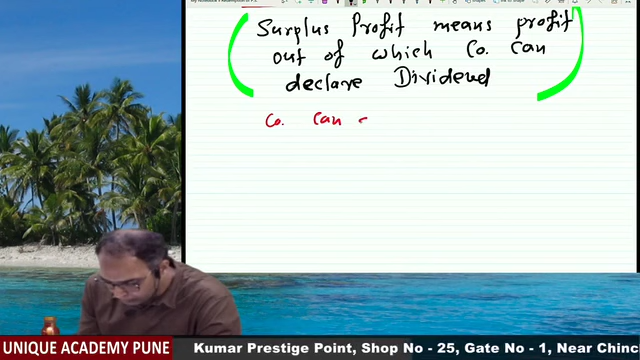 Surplus Profit means profit
out of which Co. can
declare Dividend
Co. can
UNIQUE ACADEMY PUNE
Kumar Prestige Point, Shop No - 25, Gate No - 1, Near Chinc